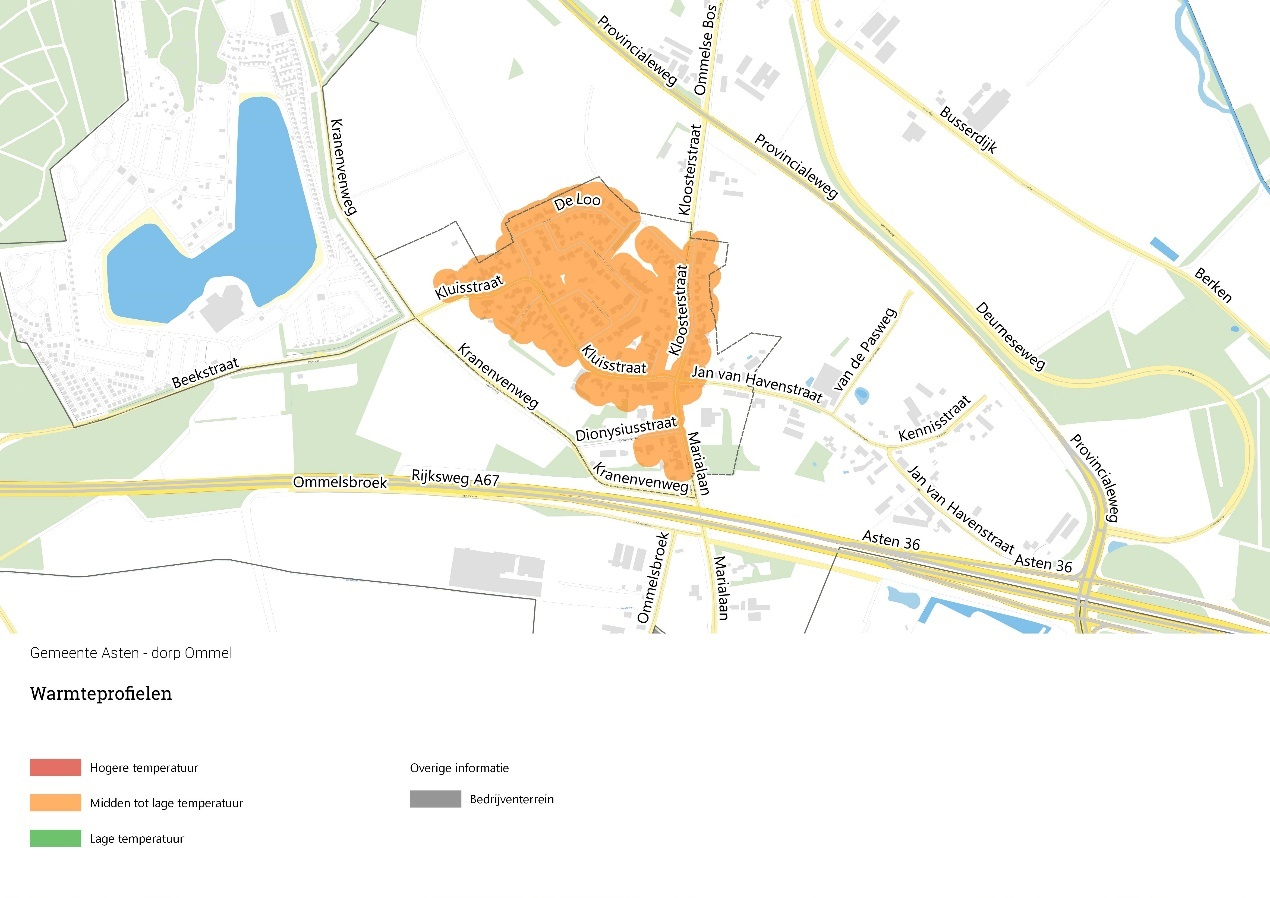 Provincialeweg
Ommelse Bos
Kranenvenweg
Kloosterstraat
Provincialeweg
Busserdijk
De Loo
Kluisstraat
Kloosterstraat
Berken
Deurneseweg
van de Pasweg
Beekstraat
Kranenvenweg
Kluisstraat
Jan van Havenstraat
Kennisstraat
Dionysiusstraat
Marialaan
Provincialeweg
Kranenvenweg
Ommelsbroek
Rijksweg A67
Jan van Havenstraat
Asten 36
Asten 36
Ommelsbroek
Marialaan
Gemeente Asten - dorp Ommel
Warmteprofielen
Hogere temperatuur
Midden tot lage temperatuur
Lage temperatuur
Overige informatie
Bedrijventerrein